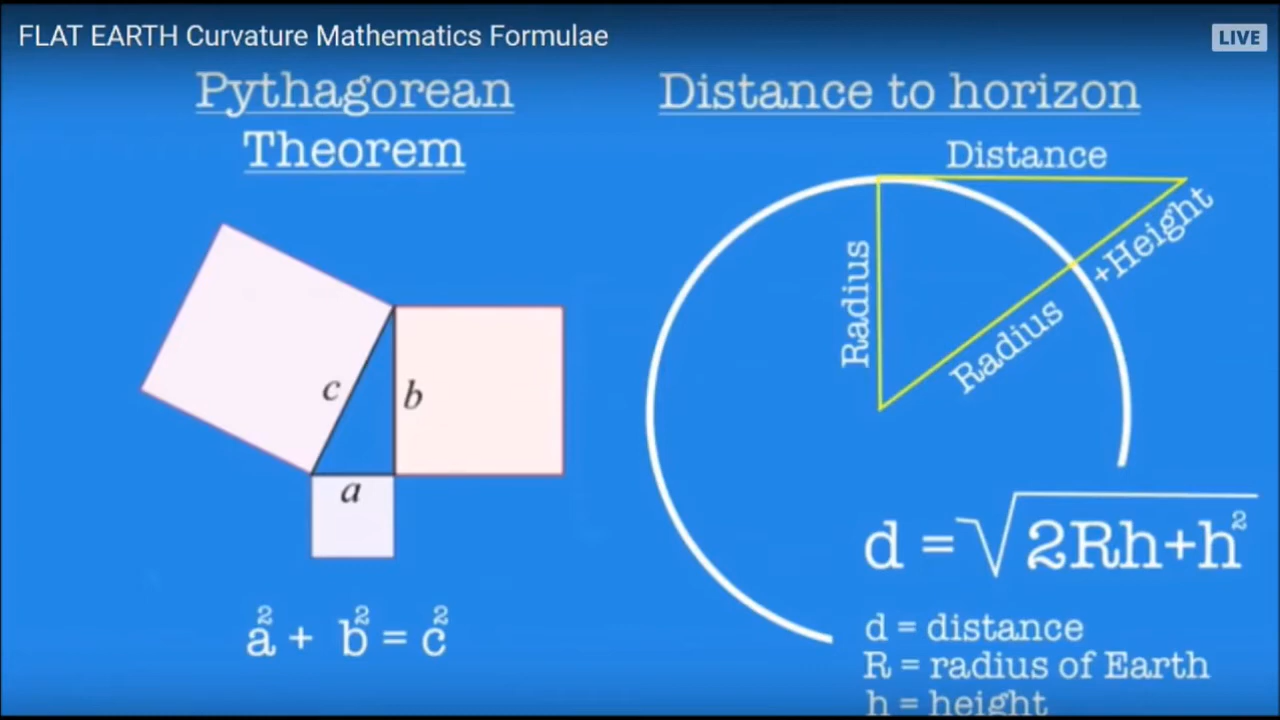 FLAT EARTH Curvature Mathematics Formulae
LIVE
Pythagorean
Theorem
c
b
a
a² + b² = c²
Distance to horizon
Distance
Radius
Radius
+Height
d = √2Rh+h²
d = distance
R = radius of Earth
h = height